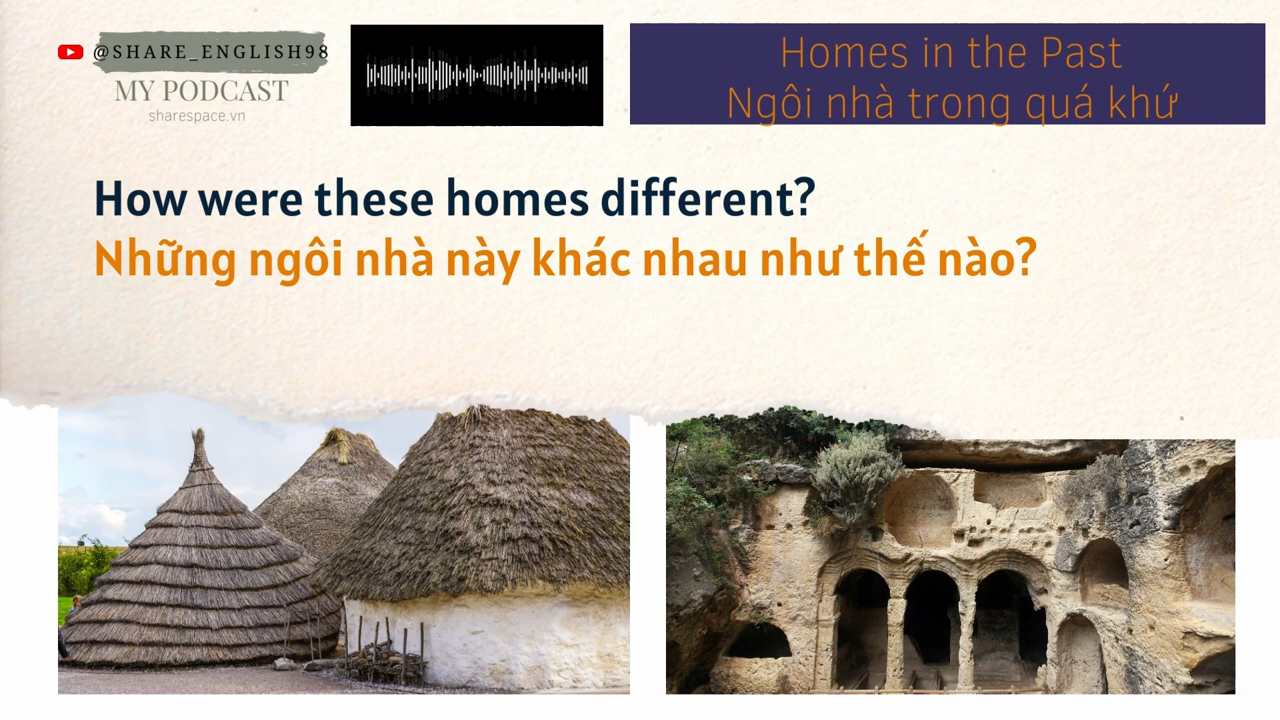 @SHARE_ENGLISH98
MY PODCAST
sharespace.vn
Homes in the Past
Ngôi nhà trong quá khứ
How were these homes different?
Những ngôi nhà này khác nhau như thế nào?